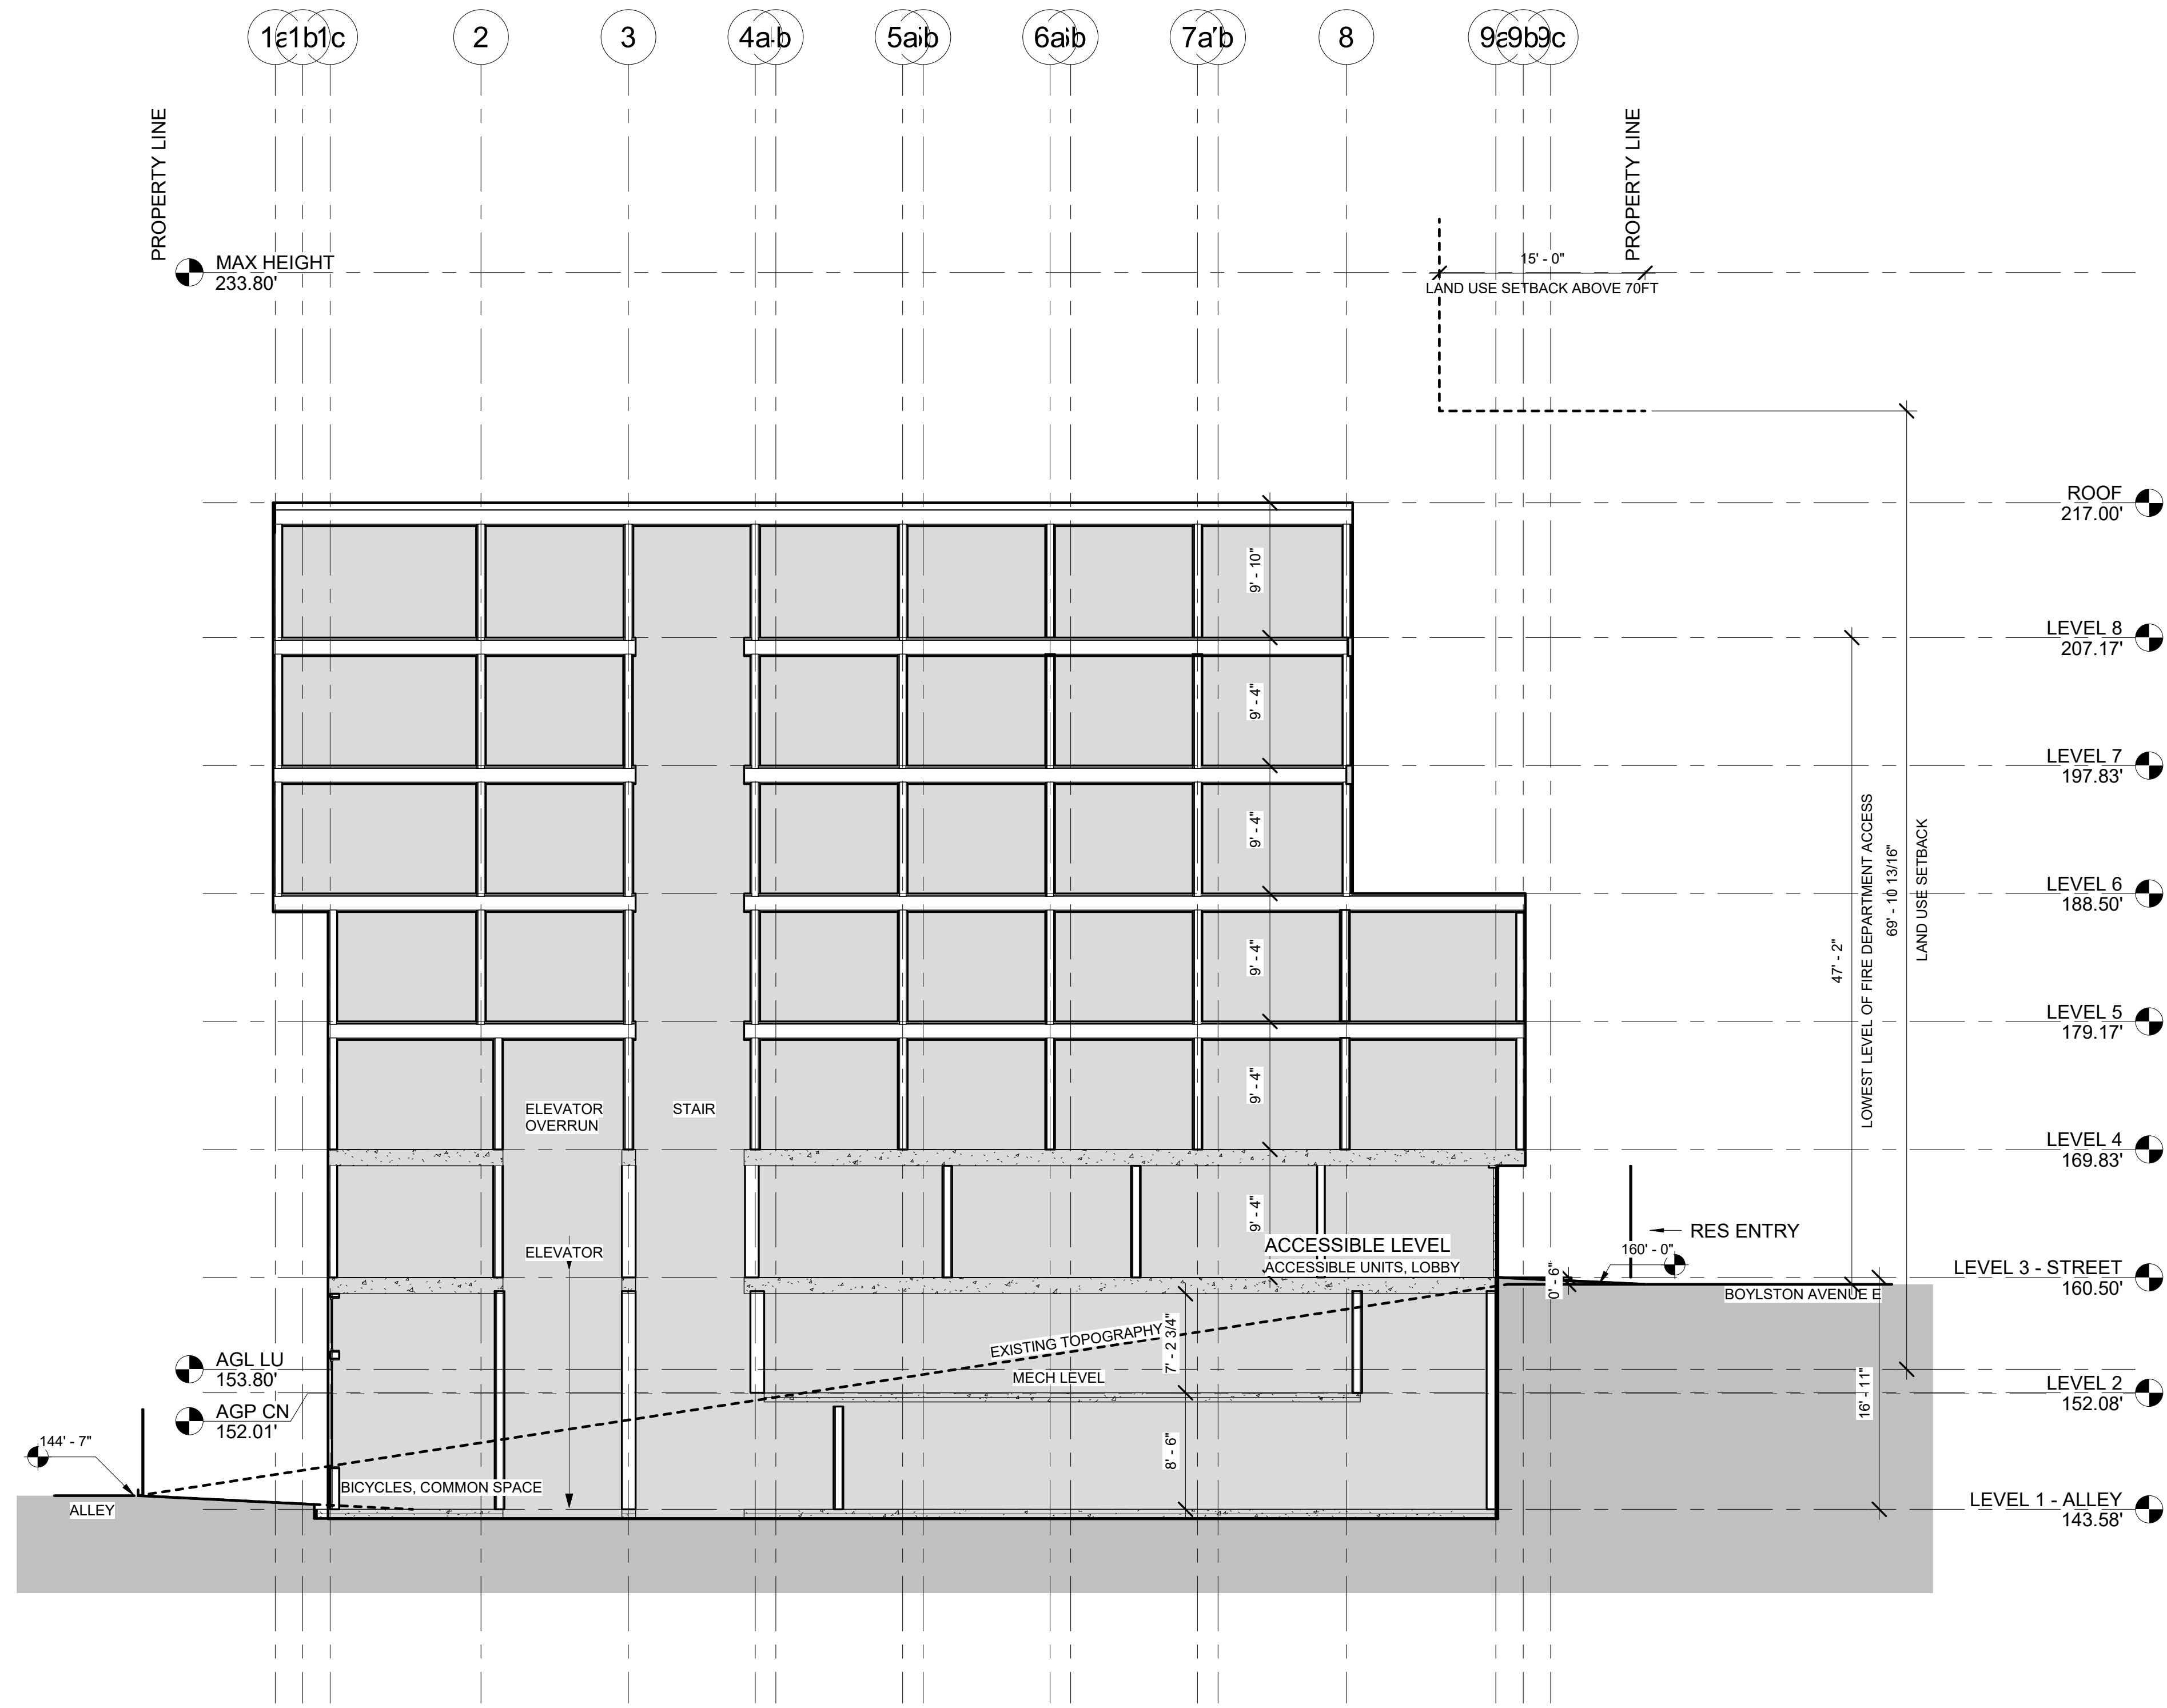 1a 1b 1c 2 3 4a 4b 5a 5b 6a 6b 7a 7b 8 9a 9b 9c
PROPERTY LINE
PROPERTY LINE
MAX HEIGHT
233.80'
15' - 0"
LAND USE SETBACK ABOVE 70FT
ROOF
217.00'
9' - 10"
LEVEL 8
207.17'
9' - 4"
LEVEL 7
197.83'
9' - 4"
LEVEL 6
188.50'
9' - 4"
LEVEL 5
179.17'
9' - 4"
LEVEL 4
169.83'
9' - 4"
47' - 2"
LOWEST LEVEL OF FIRE DEPARTMENT ACCESS
69' - 10 13/16"
LAND USE SETBACK
ELEVATOR
OVERRUN
STAIR
ELEVATOR
ACCESSIBLE LEVEL
ACCESSIBLE UNITS, LOBBY
RES ENTRY
160' - 0"
0' - 6"
LEVEL 3 - STREET
160.50'
BOYLSTON AVENUE E
EXISTING TOPOGRAPHY
7' - 2 3/4"
MECH LEVEL
AGL LU
153.80'
AGP CN
152.01'
LEVEL 2
152.08'
16' - 11"
8' - 6"
144' - 7"
BICYCLES, COMMON SPACE
ALLEY
LEVEL 1 - ALLEY
143.58'